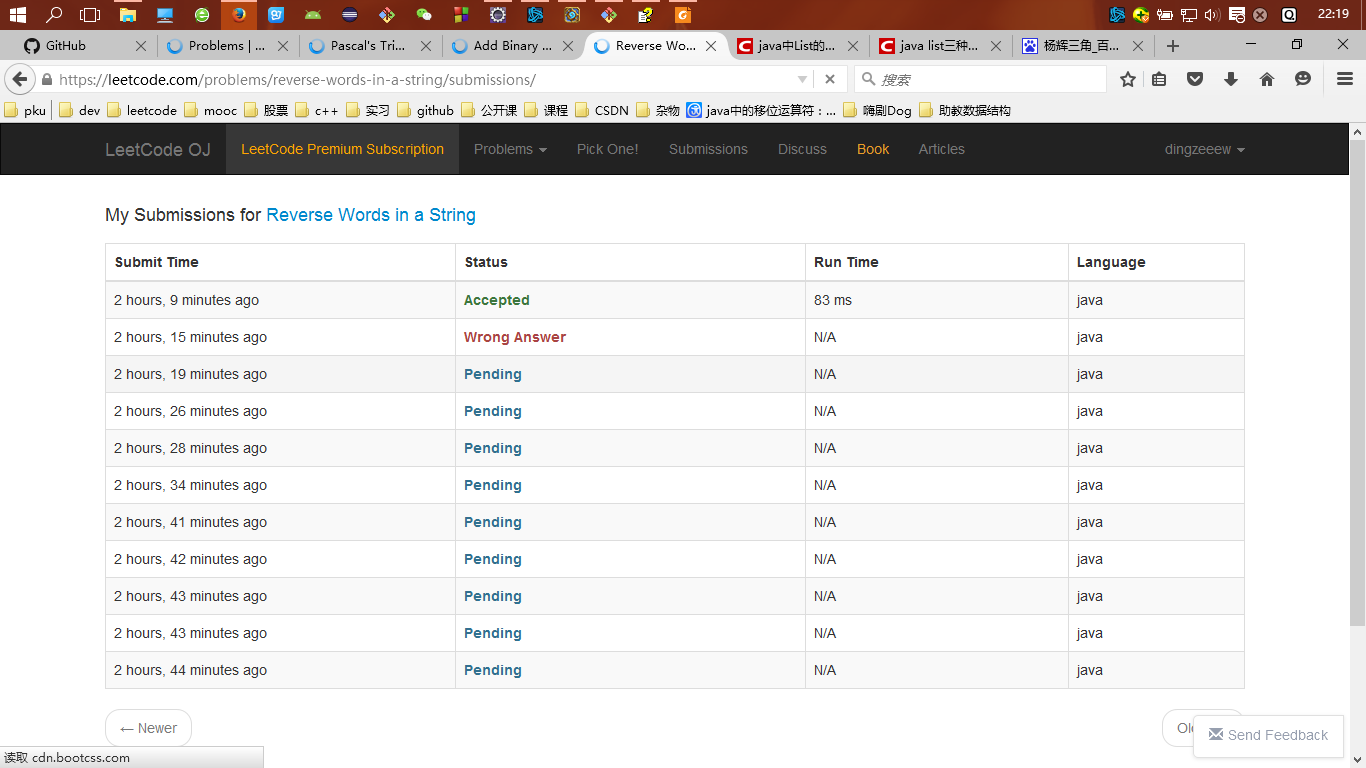 22:19
GitHub
Problems | ...
Pascal's Tri...
Add Binary ...
Reverse Wo...
java中List的...
java list三种...
杨辉三角_百...
https://leetcode.com/problems/reverse-words-in-a-string/submissions/
搜索
pku dev leetcode mooc 股票 c++ 实习 github 公开课 课程 CSDN 杂物 java中的移位运算符：... 嗨剧Dog 助教数据结构
LeetCode OJ LeetCode Premium Subscription Problems Pick One! Submissions Discuss Book Articles dingzeeew
My Submissions for Reverse Words in a String
Submit Time Status Run Time Language
2 hours, 9 minutes ago Accepted 83 ms java
2 hours, 15 minutes ago Wrong Answer N/A java
2 hours, 19 minutes ago Pending N/A java
2 hours, 26 minutes ago Pending N/A java
2 hours, 28 minutes ago Pending N/A java
2 hours, 34 minutes ago Pending N/A java
2 hours, 41 minutes ago Pending N/A java
2 hours, 42 minutes ago Pending N/A java
2 hours, 43 minutes ago Pending N/A java
2 hours, 43 minutes ago Pending N/A java
2 hours, 44 minutes ago Pending N/A java
← Newer
Send Feedback
读取 cdn.bootcss.com